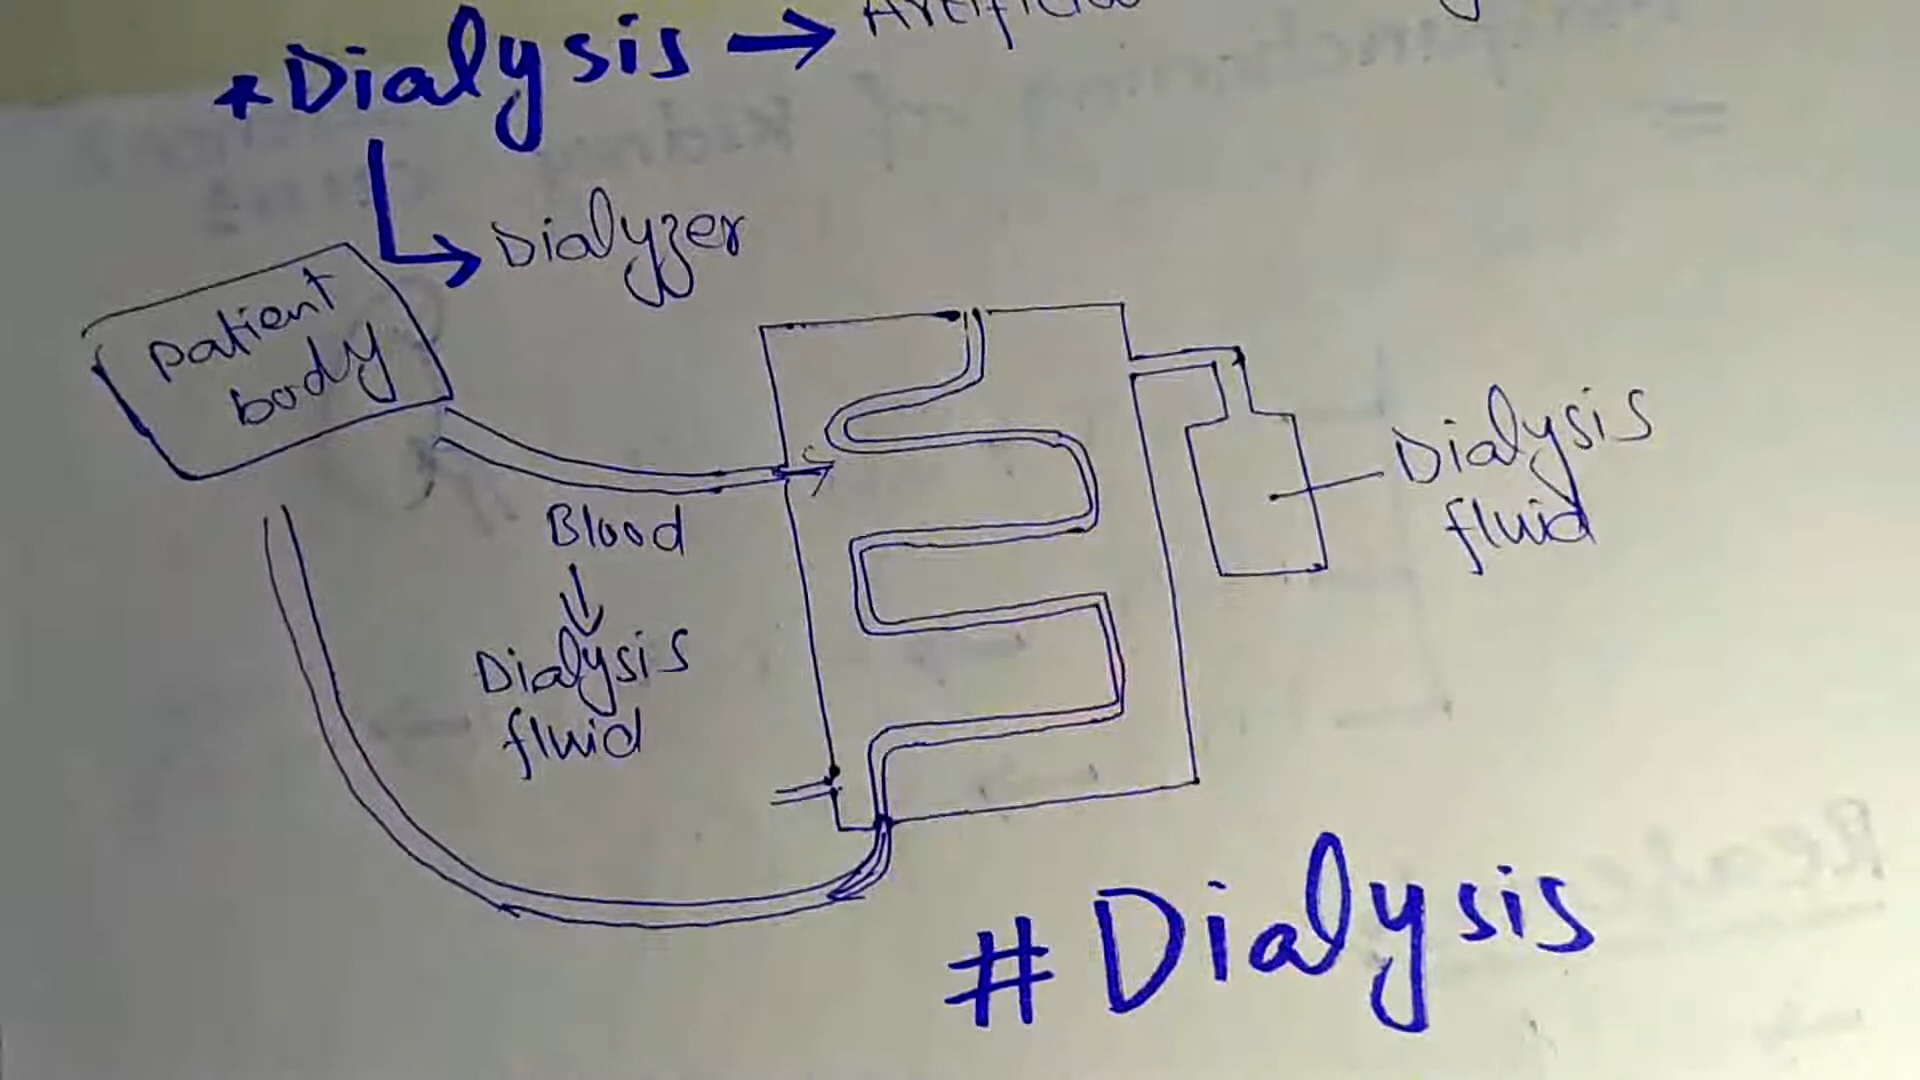 *Dialysis →
Dialyzer
patient
body
Blood
↓
Dialysis
fluid
Dialysis
fluid
# Dialysis